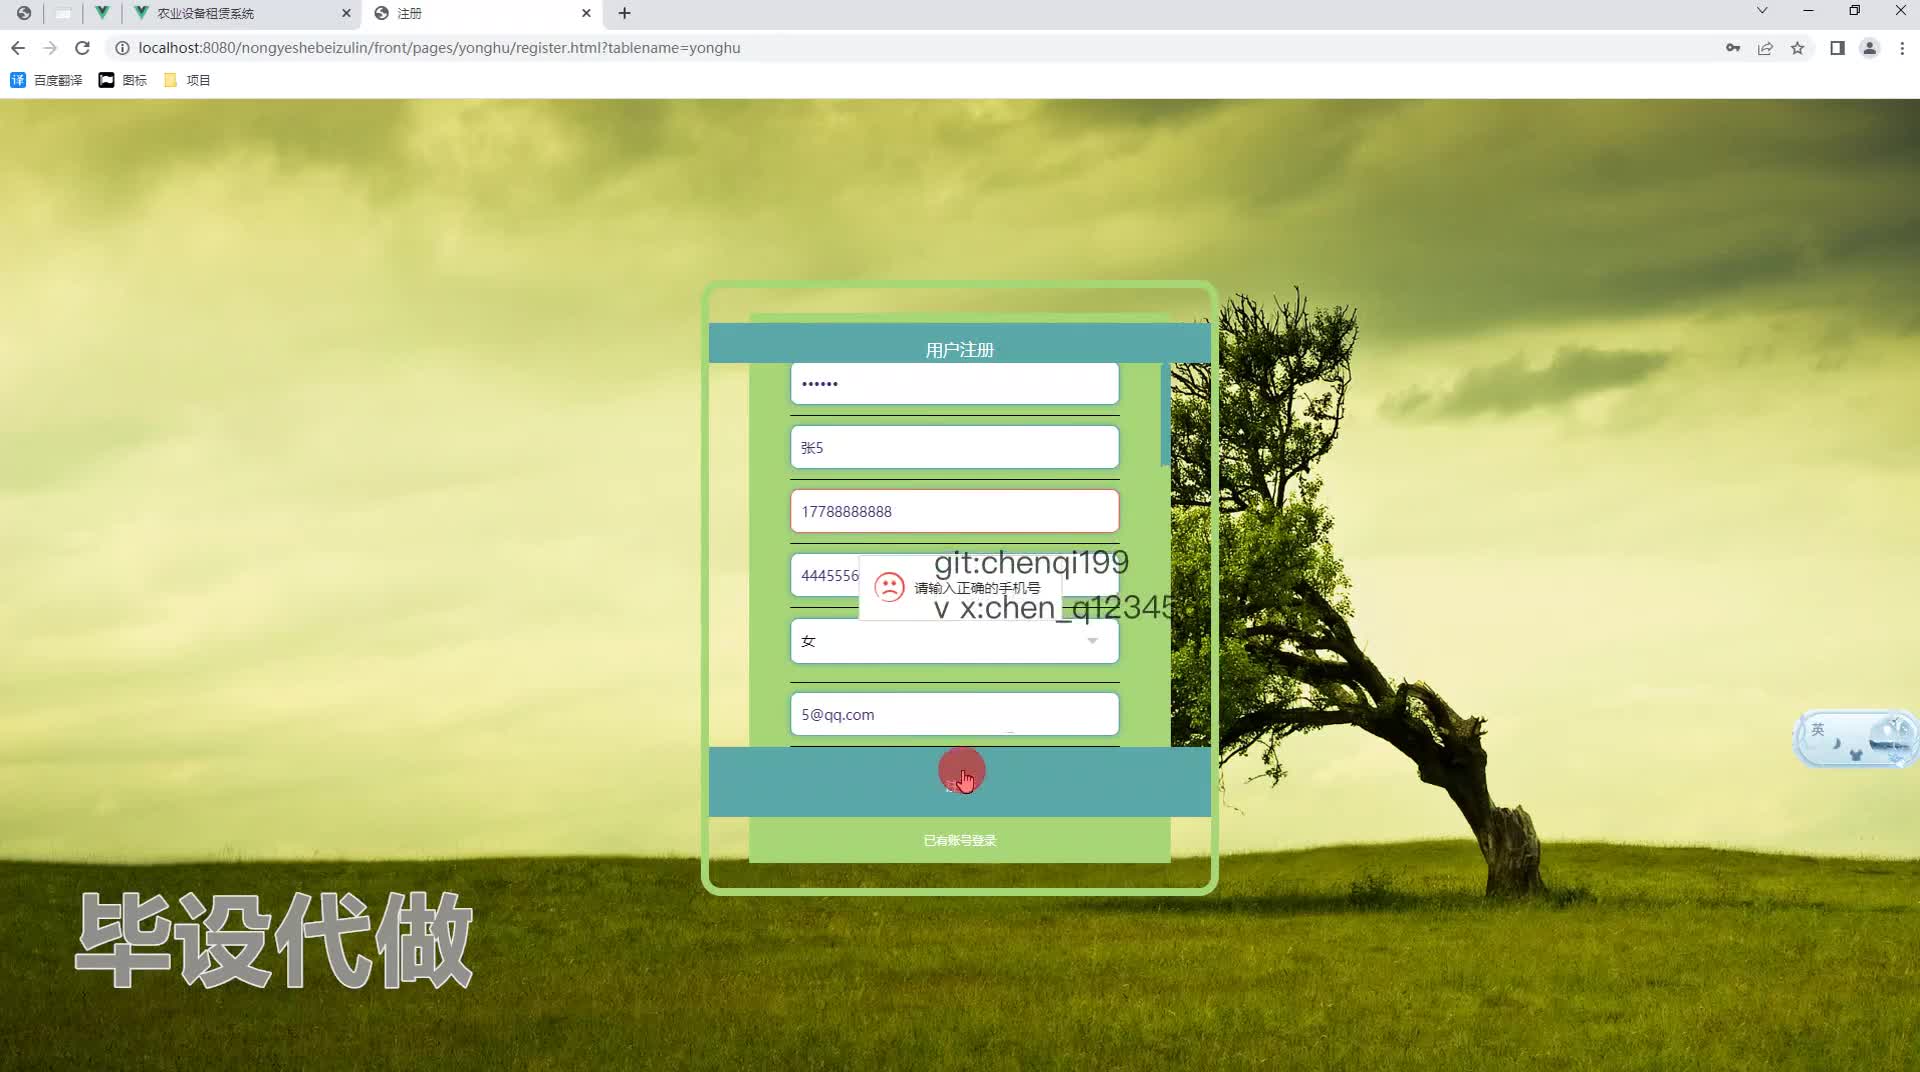 农业设备租赁系统
注册
localhost:8080/nongyeshebeizulin/front/pages/yonghu/register.html?tablename=yonghu
译 百度翻译
图标
项目
用户注册
••••••
张5
17788888888
4445556
git:chenqi199
请输入正确的手机号
v x:chen_q12345
女
5@qq.com
英
已有账号登录
毕设代做